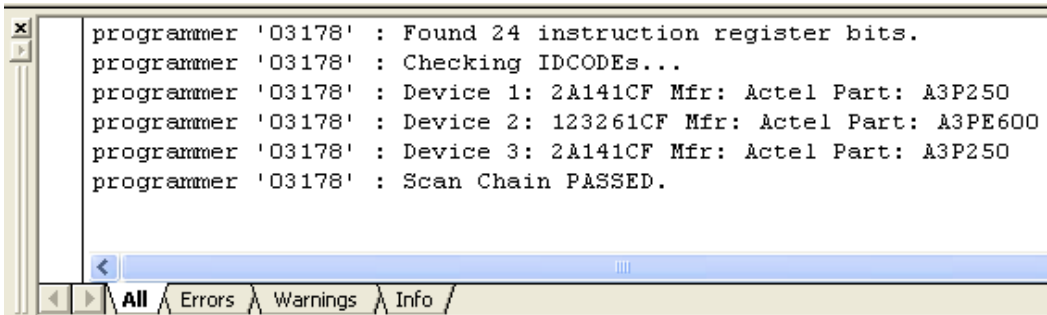 programmer '03178' : Found 24 instruction register bits.
programmer '03178' : Checking IDCODEs...
programmer '03178' : Device 1: 2A141CF Mfr: Actel Part: A3P250
programmer '03178' : Device 2: 123261CF Mfr: Actel Part: A3PE600
programmer '03178' : Device 3: 2A141CF Mfr: Actel Part: A3P250
programmer '03178' : Scan Chain PASSED.
All Errors Warnings Info